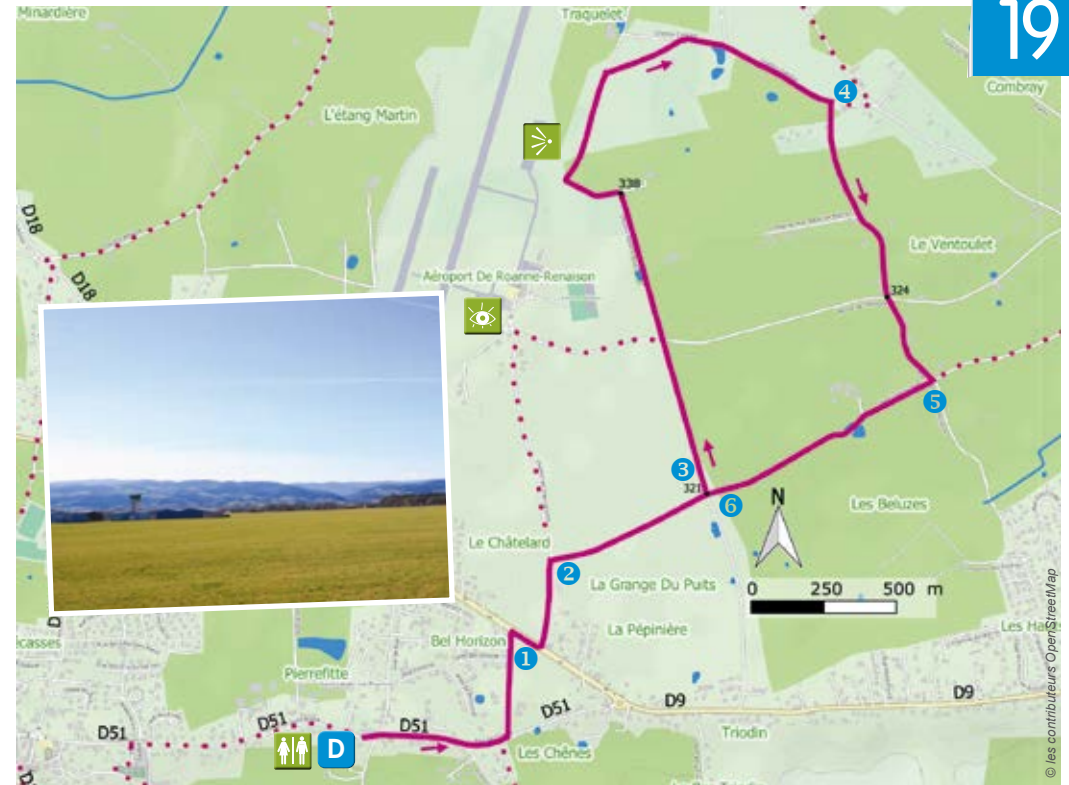 Minardière
Traquelet
19
Combray
L'étang Martin
4
338
D18
Le Ventoulet
D18
Aéroport De Roanne-Renaison
324
5
3
321
6
N
Les Beluzes
Le Châtelard
2
La Grange Du Puits
0 250 500 m
La Pépinière
Bel Horizon
1
Pierrefitte
D51
D51
D51
D51
D9
D9
D
Les Chênes
Triodin
© les contributeurs OpenStreetMap